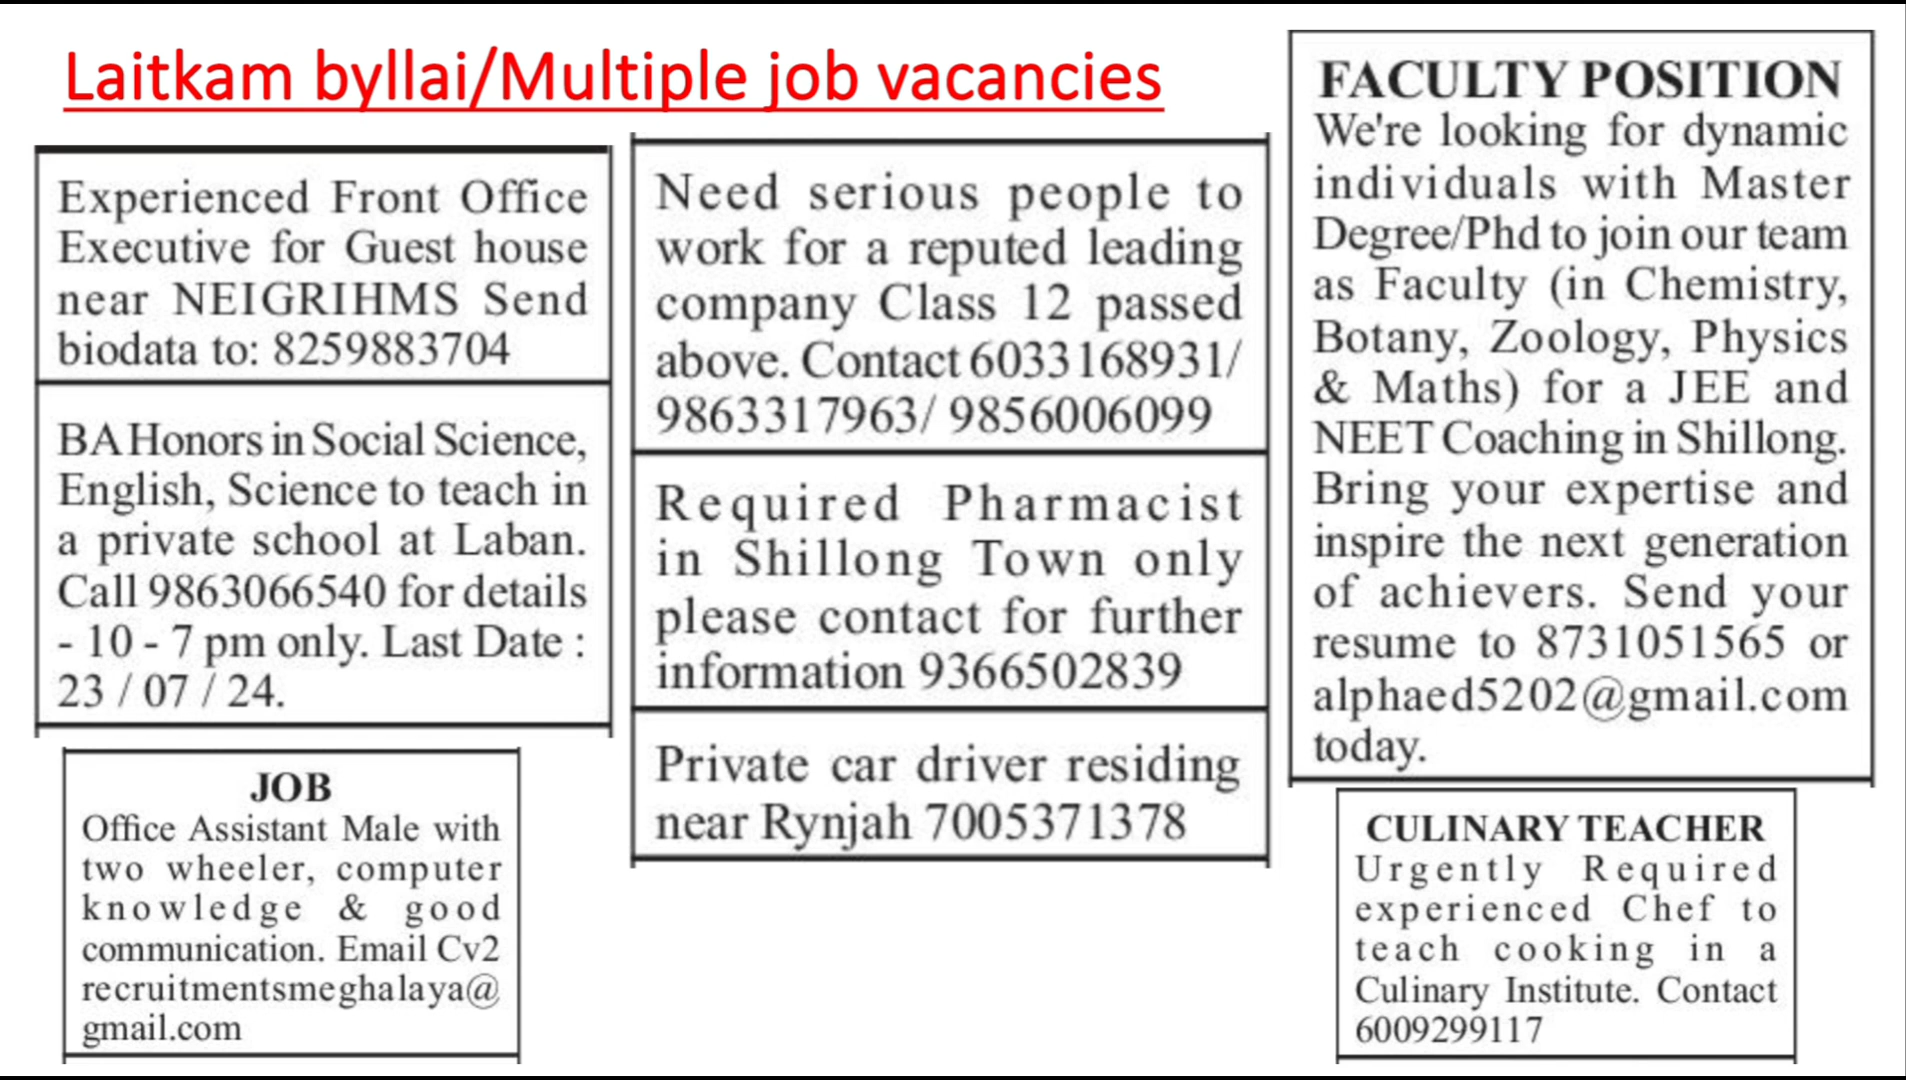 Laitkam byllai/Multiple job vacancies
Experienced Front Office
Executive for Guest house
near NEIGRIHMS Send
biodata to: 8259883704
BA Honors in Social Science,
English, Science to teach in
a private school at Laban.
Call 9863066540 for details
- 10 - 7 pm only. Last Date :
23 / 07 / 24.
JOB
Office Assistant Male with
two wheeler, computer
knowledge & good
communication. Email Cv2
recruitmentsmeghalaya@
gmail.com
Need serious people to
work for a reputed leading
company Class 12 passed
above. Contact 6033168931/
9863317963/ 9856006099
Required Pharmacist
in Shillong Town only
please contact for further
information 9366502839
Private car driver residing
near Rynjah 7005371378
FACULTY POSITION
We're looking for dynamic
individuals with Master
Degree/Phd to join our team
as Faculty (in Chemistry,
Botany, Zoology, Physics
& Maths) for a JEE and
NEET Coaching in Shillong.
Bring your expertise and
inspire the next generation
of achievers. Send your
resume to 8731051565 or
alphaed5202@gmail.com
today.
CULINARY TEACHER
Urgently Required
experienced Chef to
teach cooking in a
Culinary Institute. Contact
6009299117